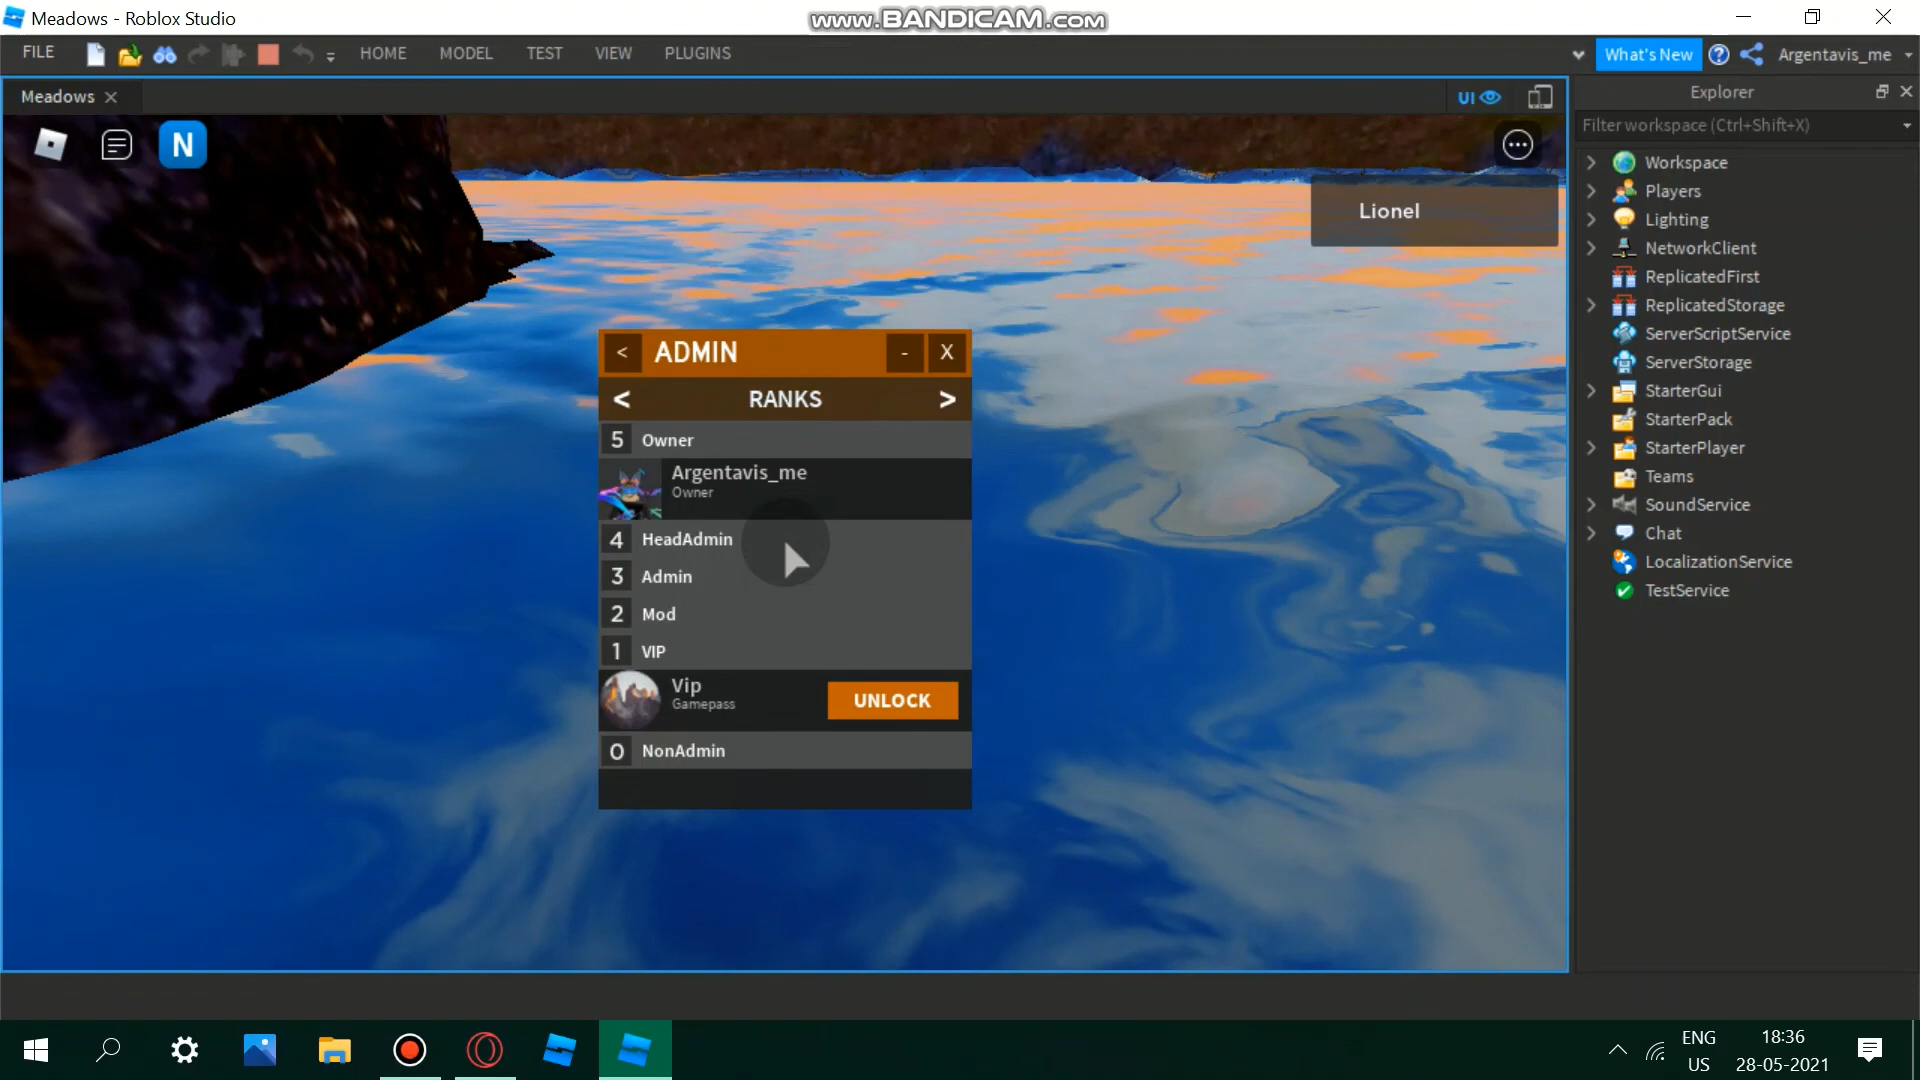 Meadows - Roblox Studio
www.BANDICAM.com
FILE
HOME
MODEL
TEST
VIEW
PLUGINS
What's New
Argentavis_me
Meadows
UI
Explorer
Filter workspace (Ctrl+Shift+X)
N
Lionel
Workspace
Players
Lighting
NetworkClient
ReplicatedFirst
ReplicatedStorage
ServerScriptService
ServerStorage
StarterGui
StarterPack
StarterPlayer
Teams
SoundService
Chat
LocalizationService
TestService
< ADMIN - X
< RANKS >
5 Owner
Argentavis_me
Owner
4 HeadAdmin
3 Admin
2 Mod
1 VIP
Vip
Gamepass
UNLOCK
0 NonAdmin
ENG
US
18:36
28-05-2021